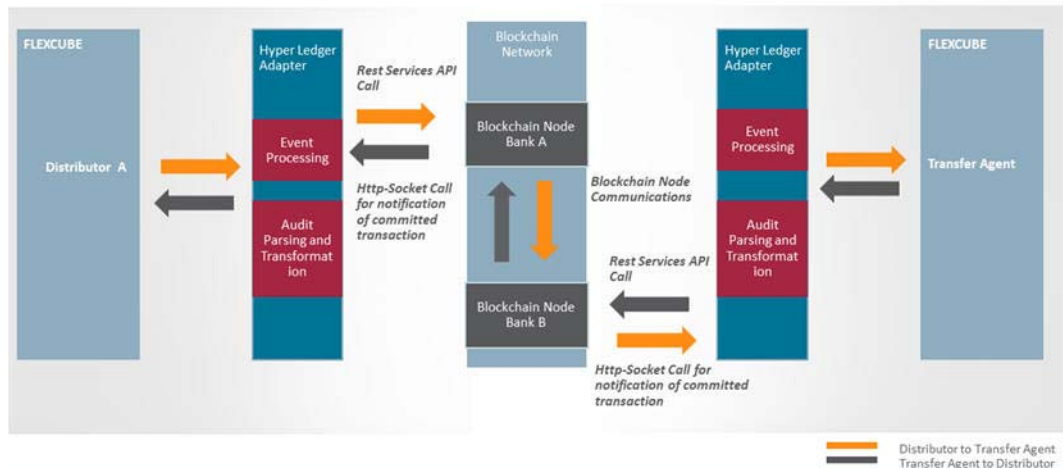 FLEXCUBE
Distributor A
Hyper Ledger
Adapter
Event
Processing
Audit
Parsing and
Transformat
ion
Rest Services API
Call
Http-Socket Call
for notification
of committed
transaction
Blockchain
Network
Blockchain Node
Bank A
Blockchain Node
Communications
Blockchain Node
Bank B
Rest Services API
Call
Http-Socket Call for
notification of committed
transaction
Hyper Ledger
Adapter
Event
Processing
Audit
Parsing and
Transformat
ion
FLEXCUBE
Transfer Agent
Distributor to Transfer Agent
Transfer Agent to Distributor